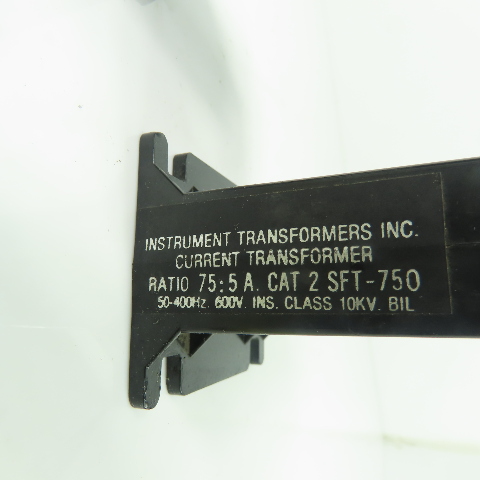 INSTRUMENT TRANSFORMERS INC.
CURRENT TRANSFORMER
RATIO 75:5 A. CAT 2 SFT-750
50-400Hz. 600V. INS. CLASS 10KV. BIL